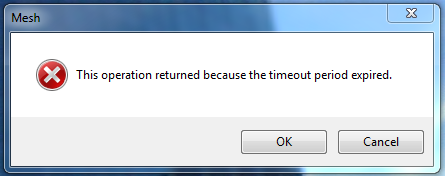 Mesh
This operation returned because the timeout period expired.
OK
Cancel